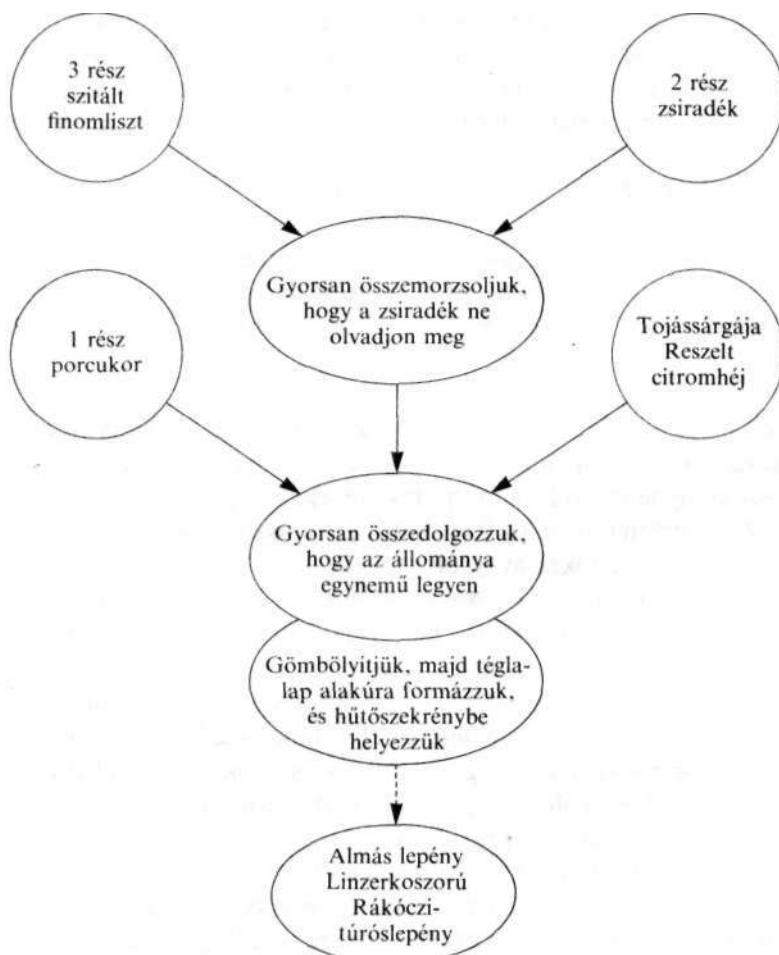 3 rész
szitált
finomliszt
2 rész
zsiradék
Gyorsan összemorzsoljuk,
hogy a zsiradék ne
olvadjon meg
1 rész
porcukor
Tojássárgája
Reszelt
citromhéj
Gyorsan összedolgozzuk,
hogy az állománya
egynemű legyen
Gömbölyítjük, majd tégla-
lap alakúra formázzuk,
és hűtőszekrénybe
helyezzük
Almás lepény
Linzerkoszorú
Rákóczi-
túróslepény